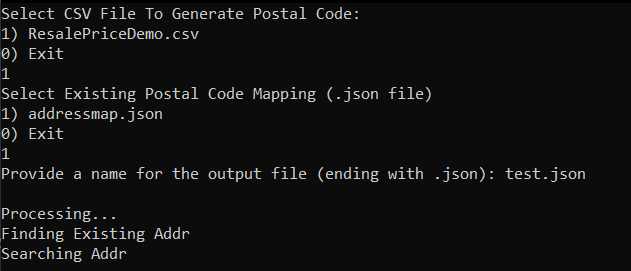 Select CSV File To Generate Postal Code:
1) ResalePriceDemo.csv
0) Exit
1
Select Existing Postal Code Mapping (.json file)
1) addressmap.json
0) Exit
1
Provide a name for the output file (ending with .json): test.json
Processing...
Finding Existing Addr
Searching Addr